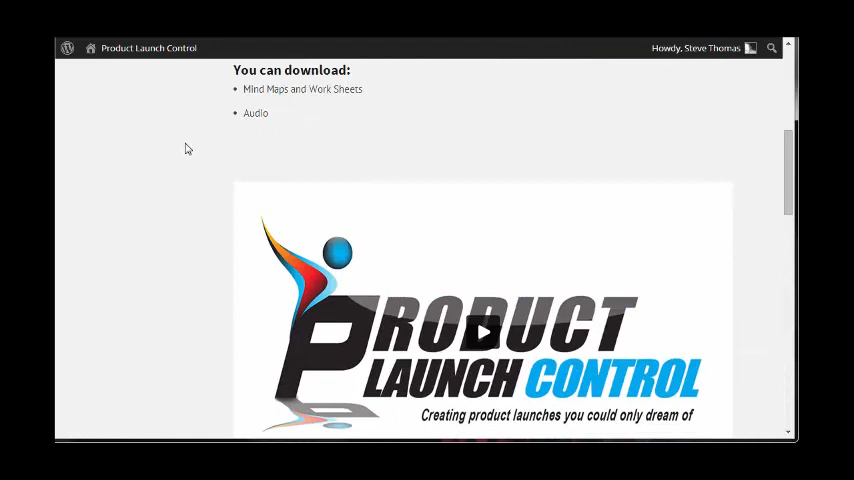 Product Launch Control
Howdy, Steve Thomas
You can download:
Mind Maps and Work Sheets
Audio
PRODUCT
LAUNCH CONTROL
Creating product launches you could only dream of